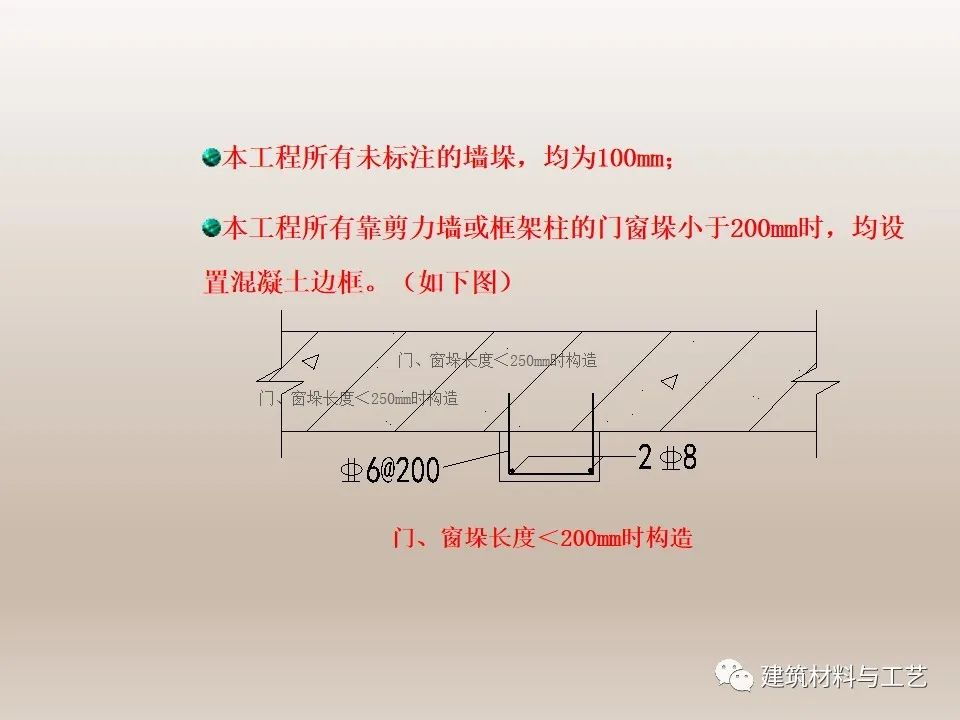 本工程所有未标注的墙垛，均为100mm；
本工程所有靠剪力墙或框架柱的门窗垛小于200mm时，均设
置混凝土边框。（如下图）
门、窗垛长度＜250mm时构造
门、窗垛长度＜250mm时构造
⌀6@200
2⌀8
门、窗垛长度＜200mm时构造
建筑材料与工艺